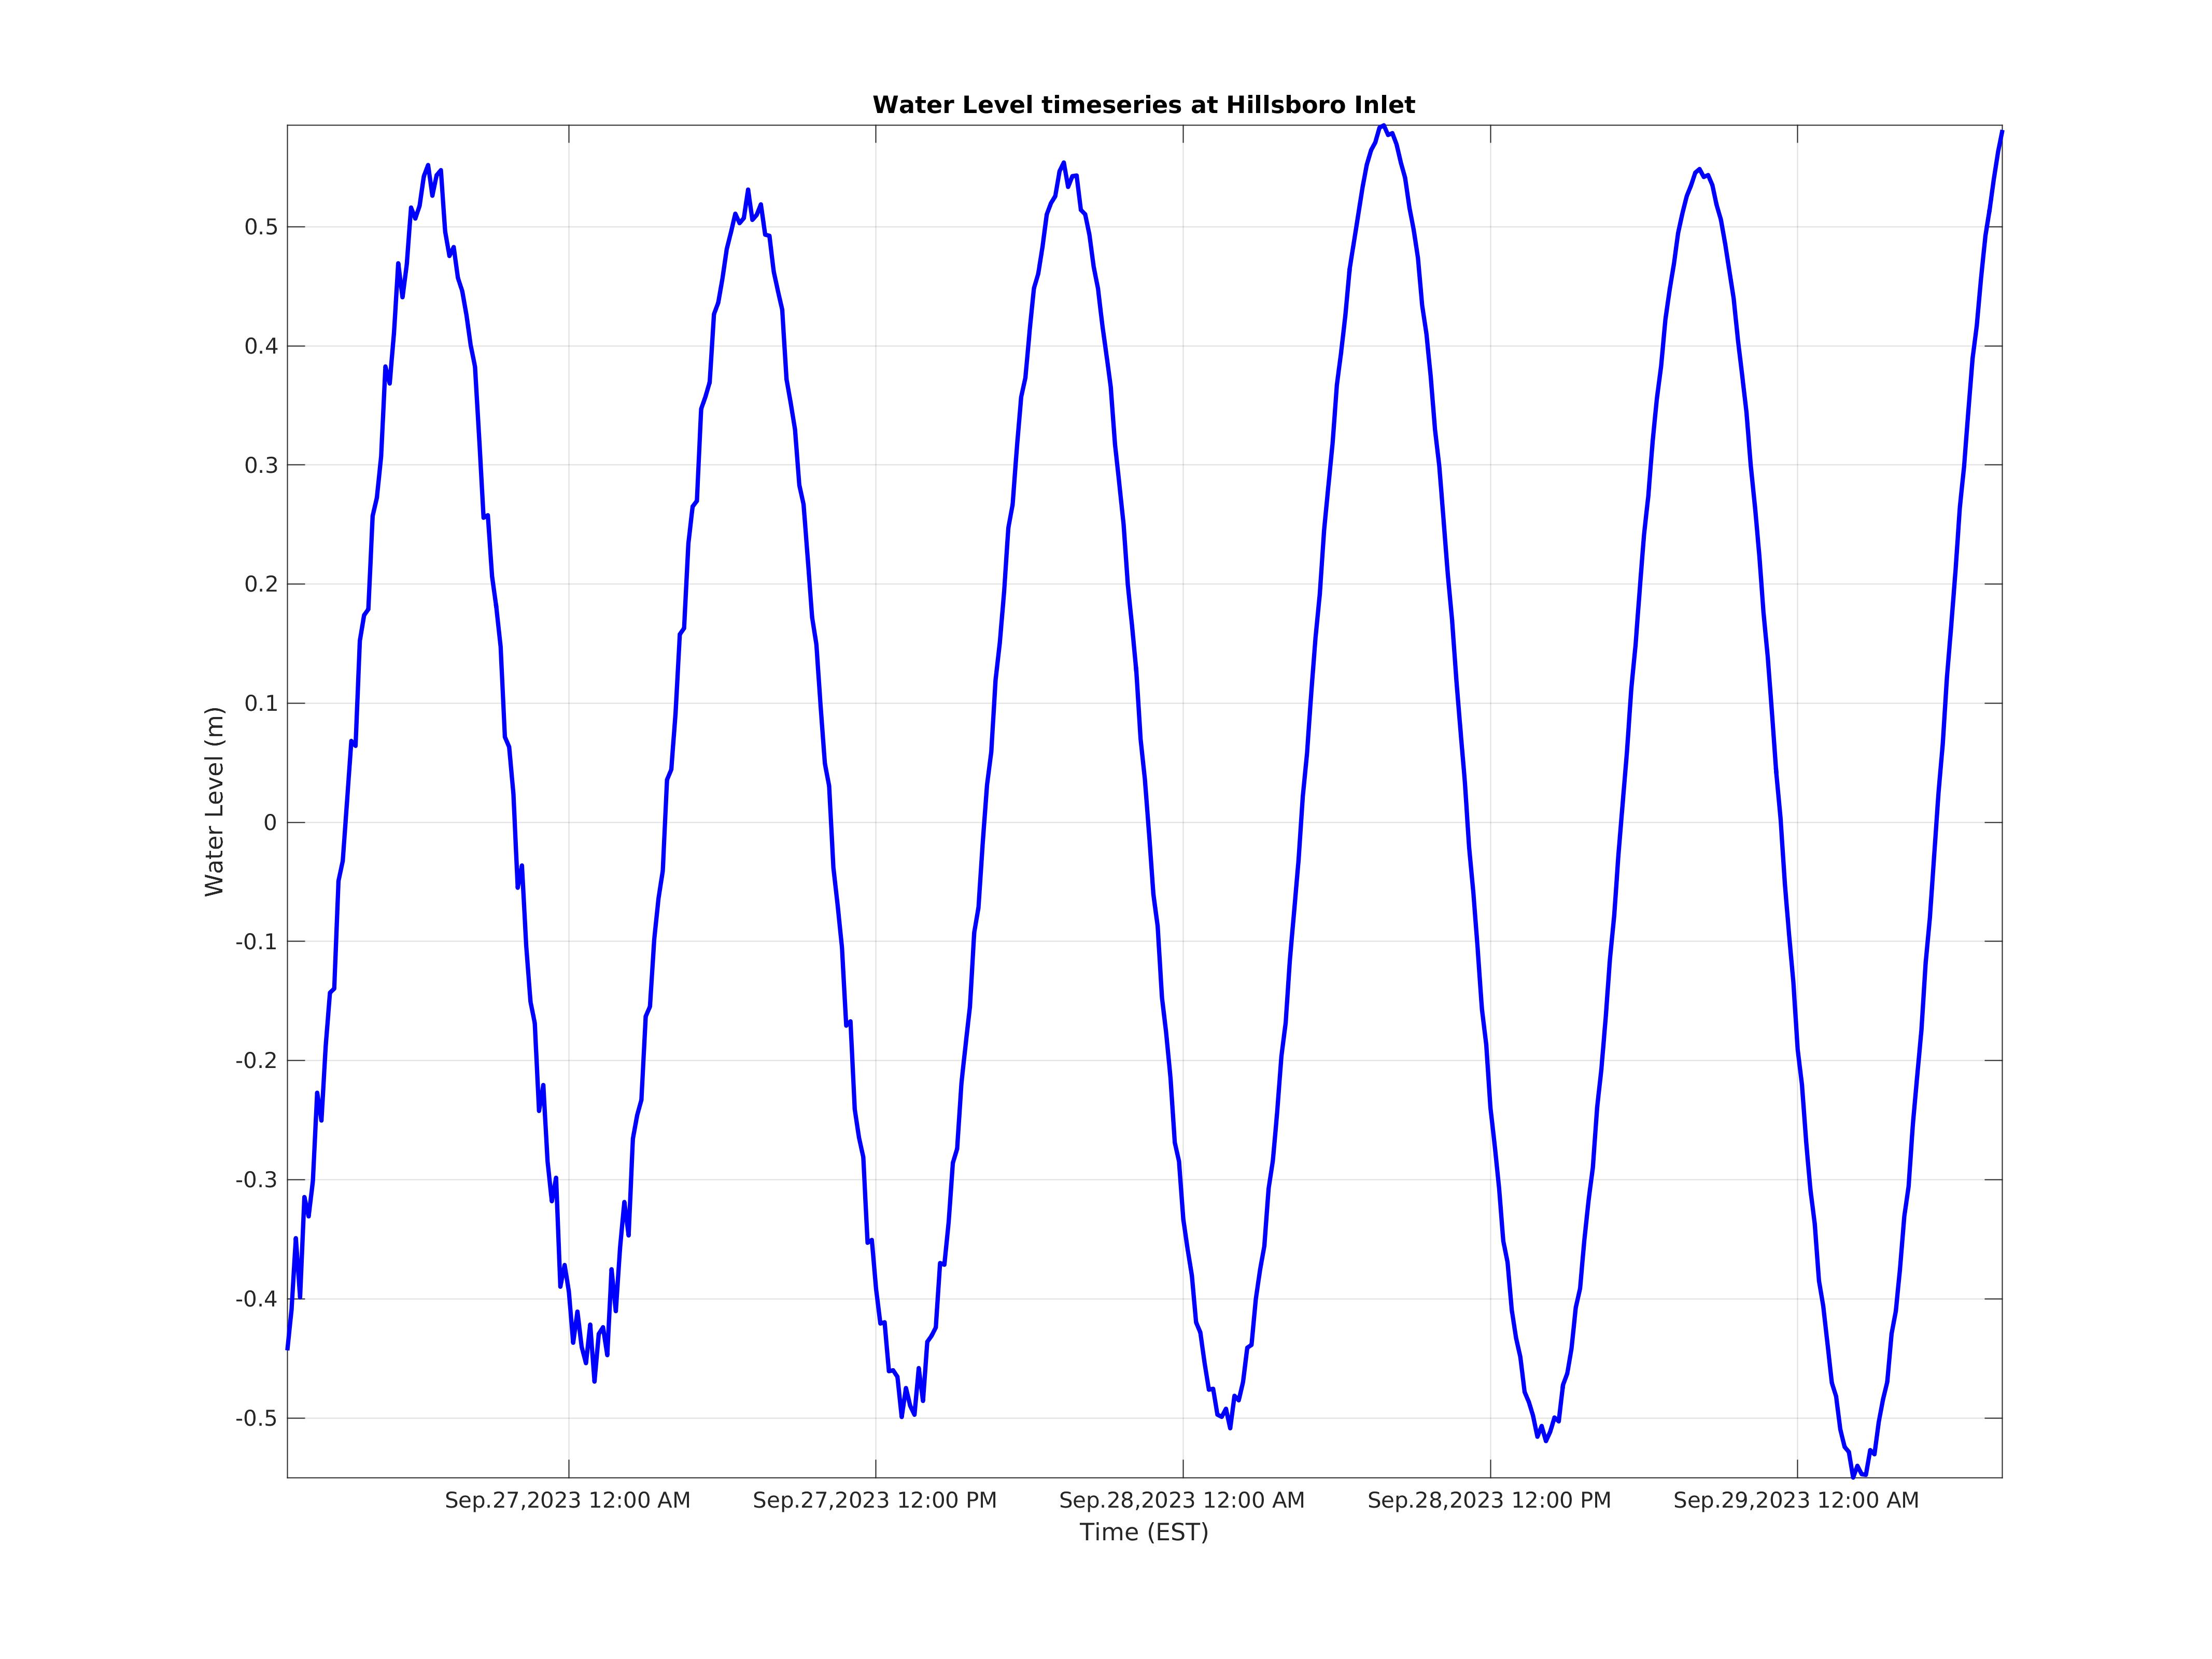 Water Level timeseries at Hillsboro Inlet
0.5
0.4
0.3
0.2
0.1
0
-0.1
-0.2
-0.3
-0.4
-0.5
Water Level (m)
Sep.27,2023 12:00 AM
Sep.27,2023 12:00 PM
Sep.28,2023 12:00 AM
Sep.28,2023 12:00 PM
Sep.29,2023 12:00 AM
Time (EST)